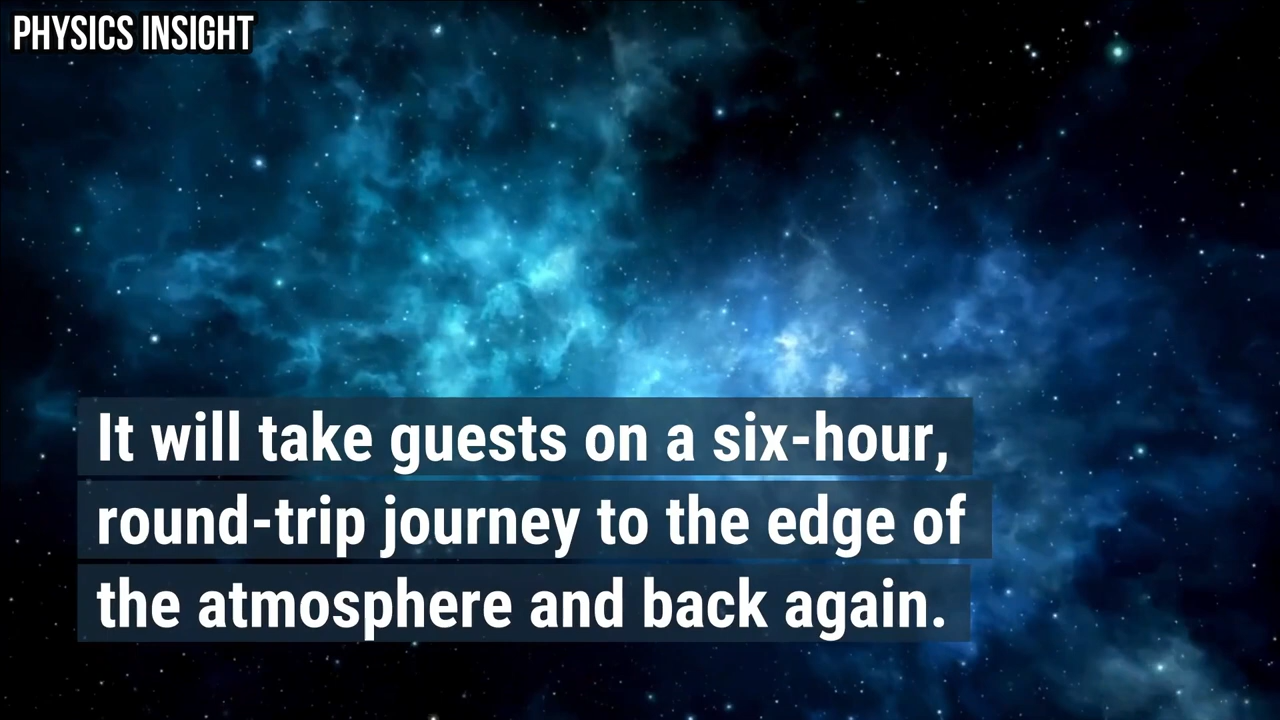 PHYSICS INSIGHT
It will take guests on a six-hour,
round-trip journey to the edge of
the atmosphere and back again.